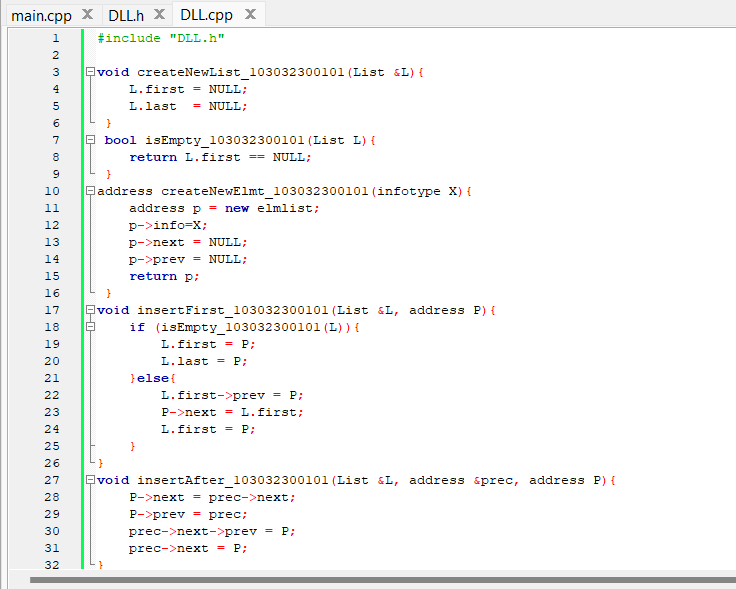 main.cpp X DLL.h X DLL.cpp X
1 #include "DLL.h"
2
3 void createNewList_103032300101(List &L){
4 L.first = NULL;
5 L.last  = NULL;
6 }
7 bool isEmpty_103032300101(List L){
8 return L.first == NULL;
9 }
10 address createNewElmt_103032300101(infotype X){
11 address p = new elmlist;
12 p->info=X;
13 p->next = NULL;
14 p->prev = NULL;
15 return p;
16 }
17 void insertFirst_103032300101(List &L, address P){
18 if (isEmpty_103032300101(L)){
19 L.first = P;
20 L.last = P;
21 }else{
22 L.first->prev = P;
23 P->next = L.first;
24 L.first = P;
25 }
26 }
27 void insertAfter_103032300101(List &L, address &prec, address P){
28 P->next = prec->next;
29 P->prev = prec;
30 prec->next->prev = P;
31 prec->next = P;
32 }